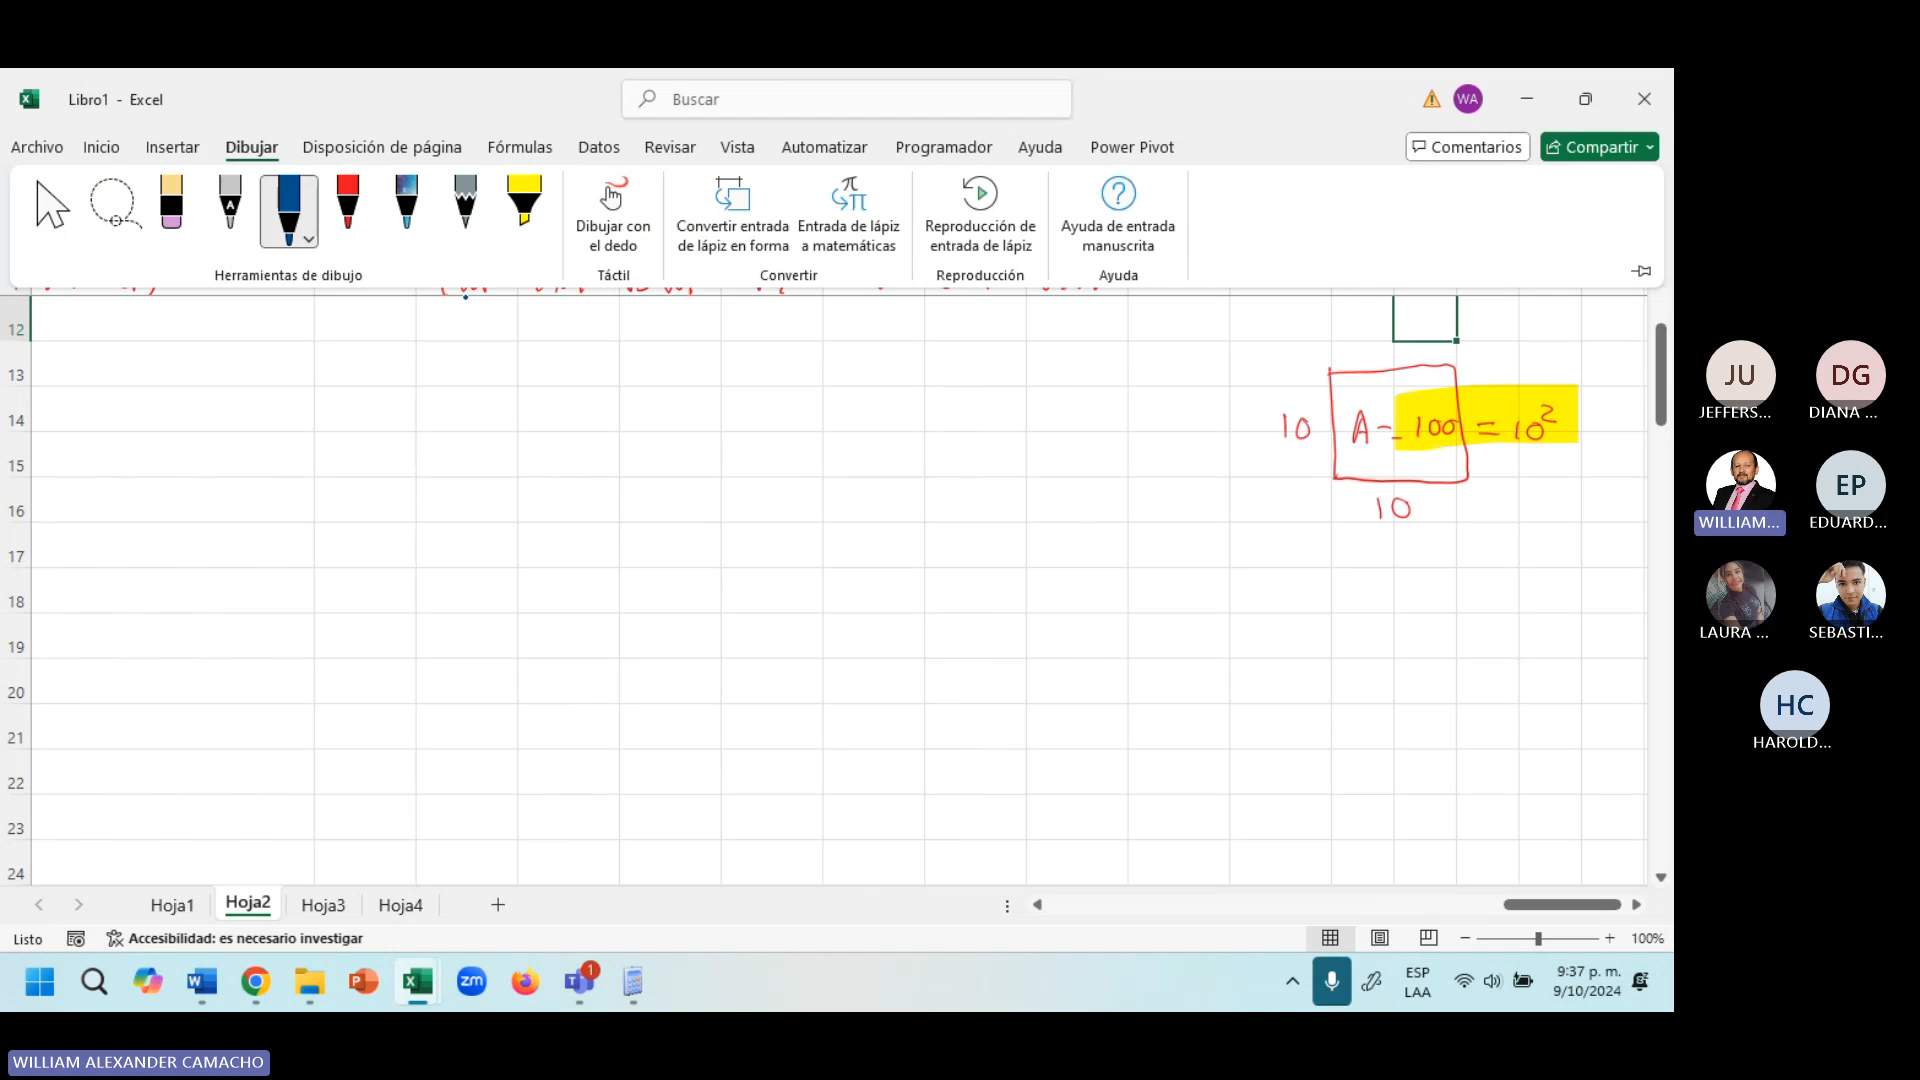 Libro1 - Excel
Buscar
WA
Archivo Inicio Insertar Dibujar Disposición de página Fórmulas Datos Revisar Vista Automatizar Programador Ayuda Power Pivot
Comentarios
Compartir
Dibujar con el dedo
Convertir entrada de lápiz en forma
Entrada de lápiz a matemáticas
Reproducción de entrada de lápiz
Ayuda de entrada manuscrita
Herramientas de dibujo
Táctil
Convertir
Reproducción
Ayuda
12
13
14
15
16
17
18
19
20
21
22
23
24
10
A = 100 = 10²
10
Hoja1 Hoja2 Hoja3 Hoja4
Listo
Accesibilidad: es necesario investigar
100%
zm
1
ESP
LAA
9:37 p. m.
9/10/2024
JU
JEFFERS...
DG
DIANA ...
WILLIAM...
EP
EDUARD...
LAURA ...
SEBASTI...
HC
HAROLD...
WILLIAM ALEXANDER CAMACHO